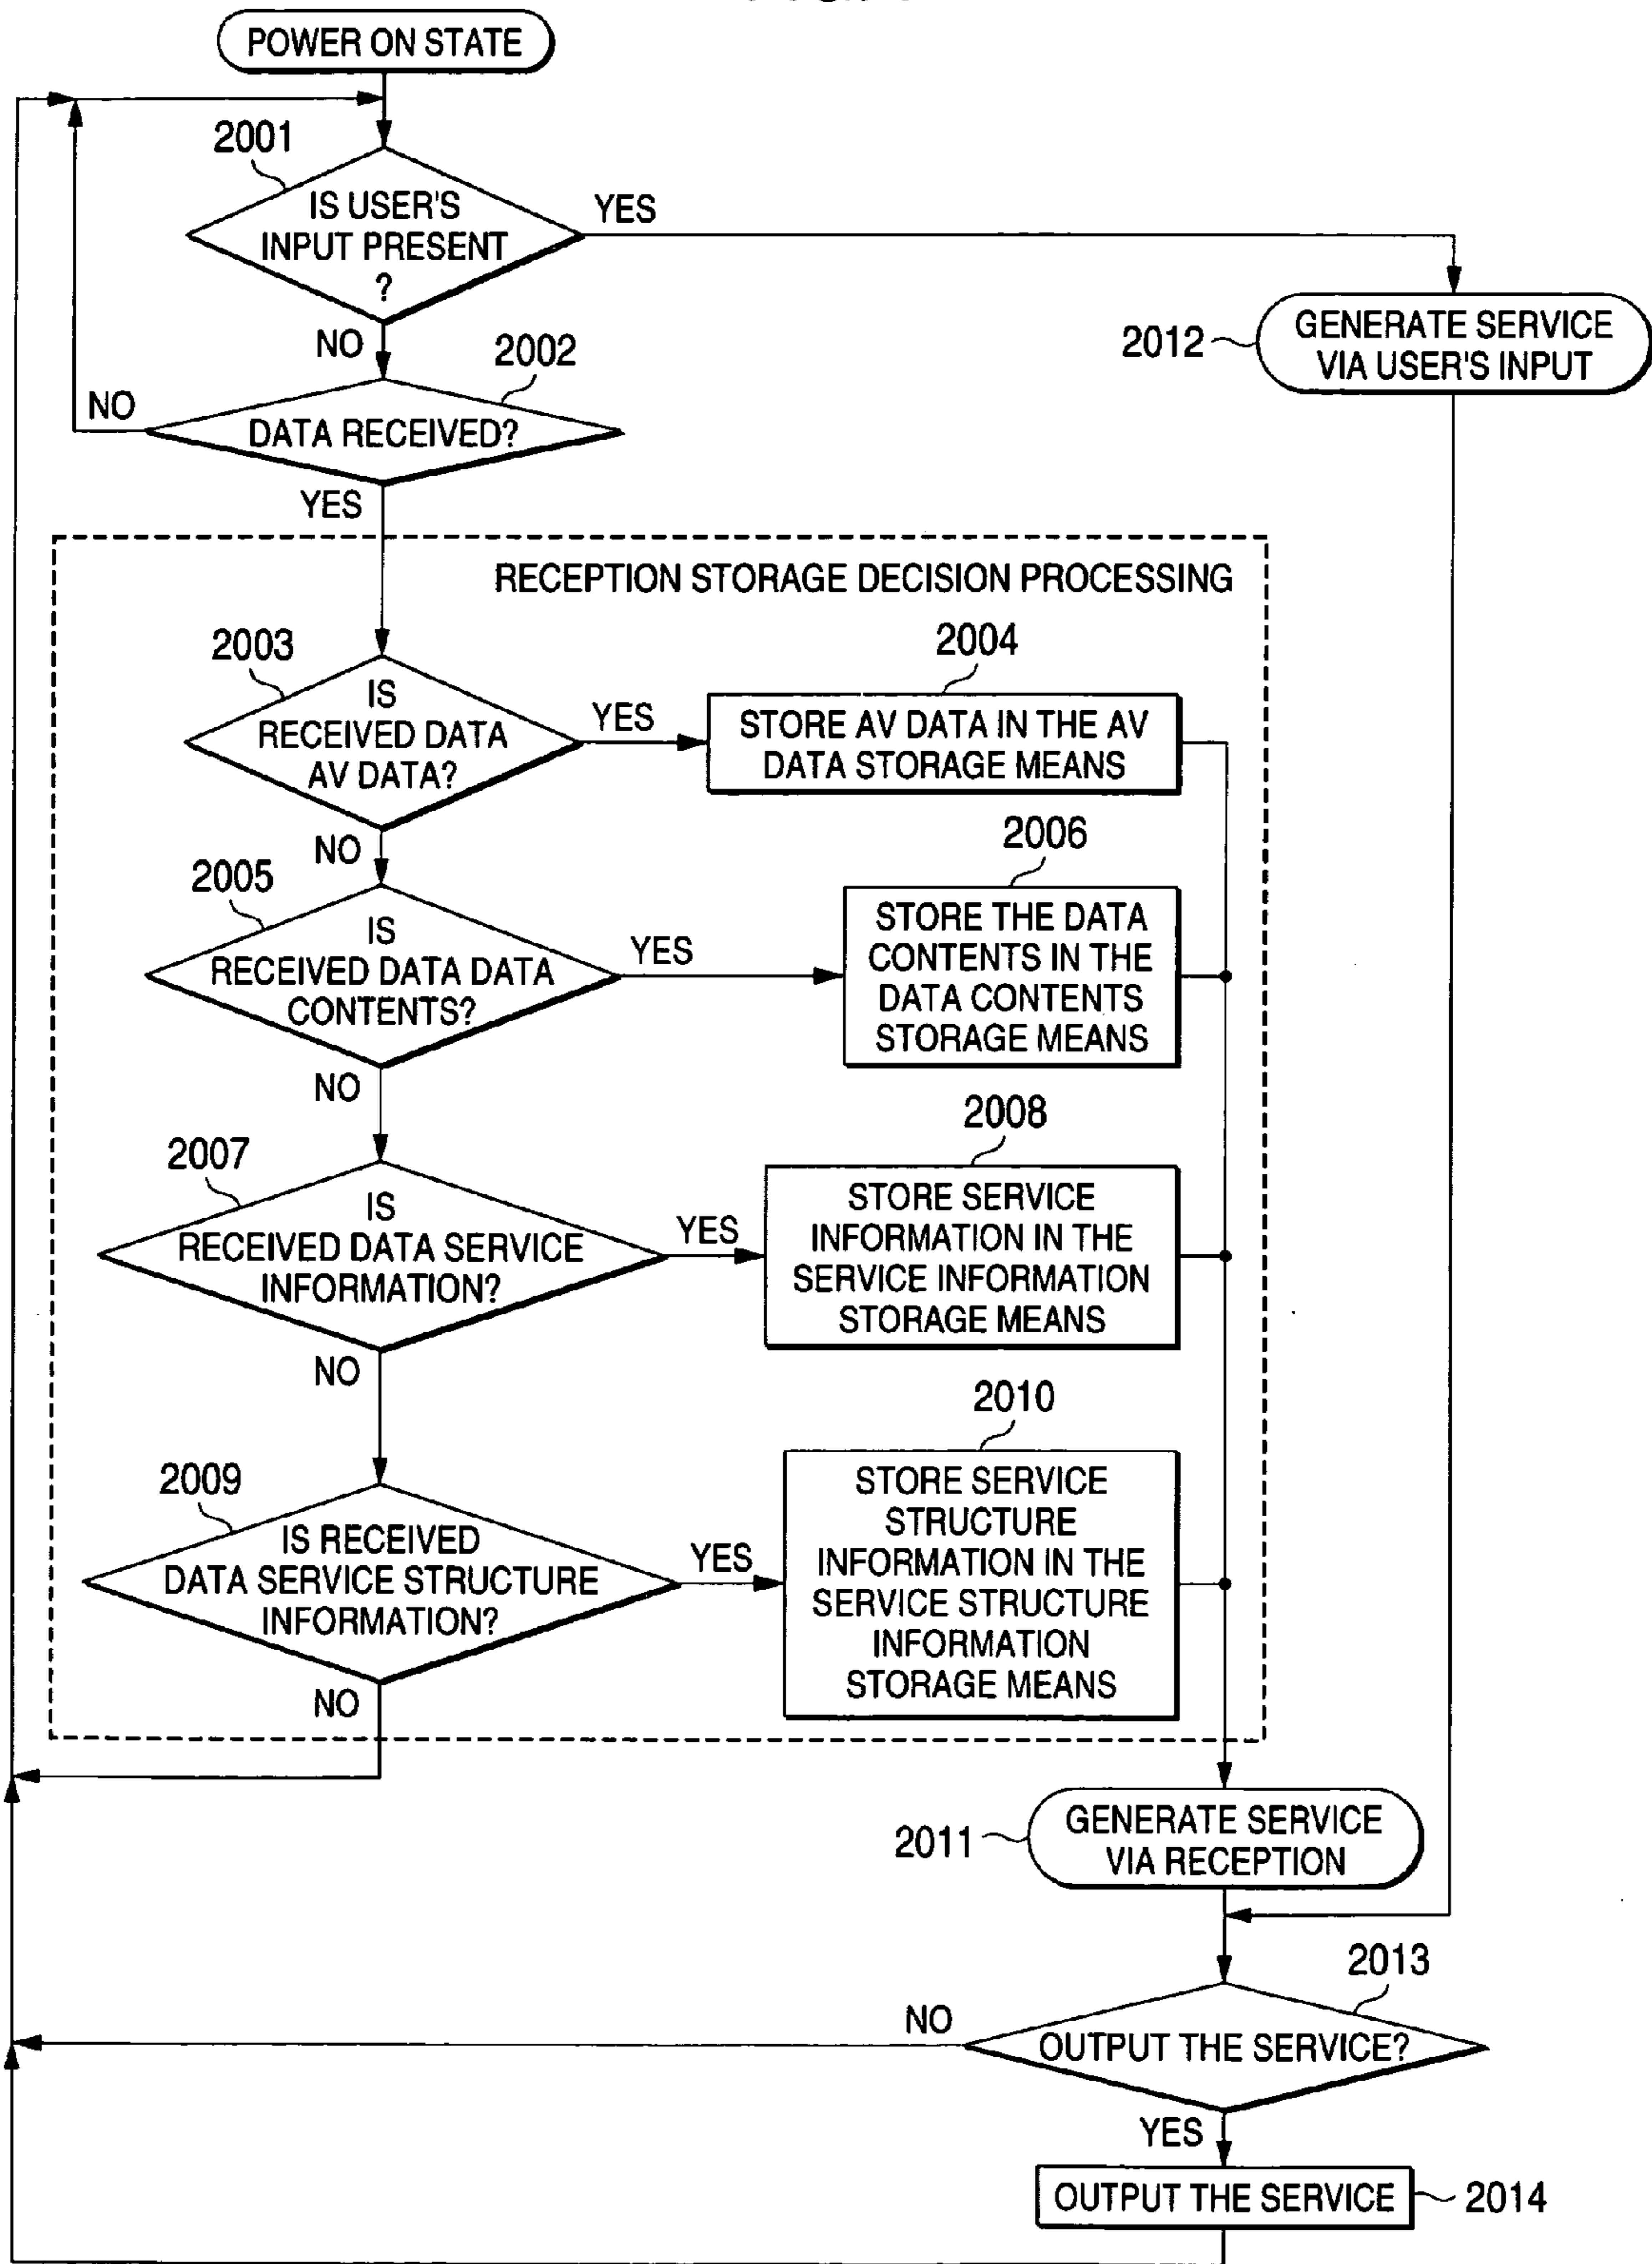 POWER ON STATE
2001
IS USER'S
INPUT PRESENT
?
YES
NO
2012
GENERATE SERVICE
VIA USER'S INPUT
2002
NO
DATA RECEIVED?
YES
RECEPTION STORAGE DECISION PROCESSING
2003
IS
RECEIVED DATA
AV DATA?
YES
2004
STORE AV DATA IN THE AV
DATA STORAGE MEANS
NO
2005
IS
RECEIVED DATA DATA
CONTENTS?
YES
2006
STORE THE DATA
CONTENTS IN THE
DATA CONTENTS
STORAGE MEANS
NO
2007
IS
RECEIVED DATA SERVICE
INFORMATION?
YES
2008
STORE SERVICE
INFORMATION IN THE
SERVICE INFORMATION
STORAGE MEANS
NO
2009
IS RECEIVED
DATA SERVICE STRUCTURE
INFORMATION?
YES
2010
STORE SERVICE
STRUCTURE
INFORMATION IN THE
SERVICE STRUCTURE
INFORMATION
STORAGE MEANS
NO
2011
GENERATE SERVICE
VIA RECEPTION
2013
NO
OUTPUT THE SERVICE?
YES
OUTPUT THE SERVICE
2014